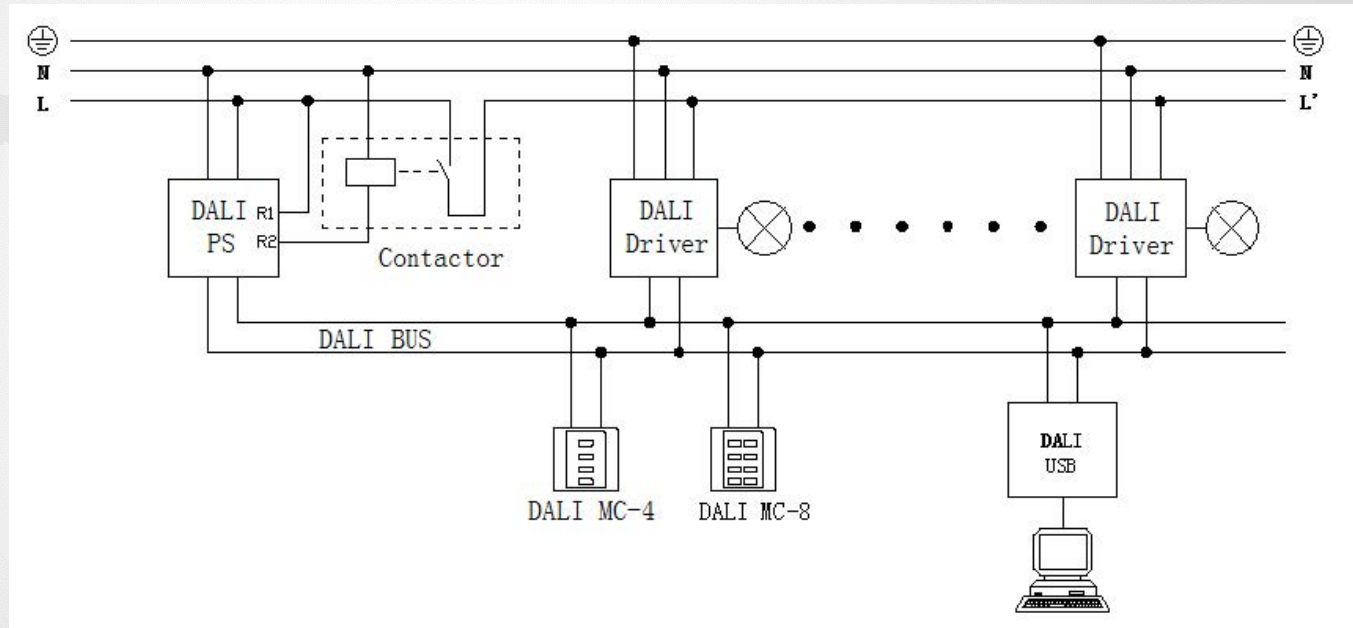 N
N
L
L'
DALI
PS
R1
R2
Contactor
DALI
Driver
DALI
Driver
DALI BUS
DALI MC-4
DALI MC-8
DALI
USB